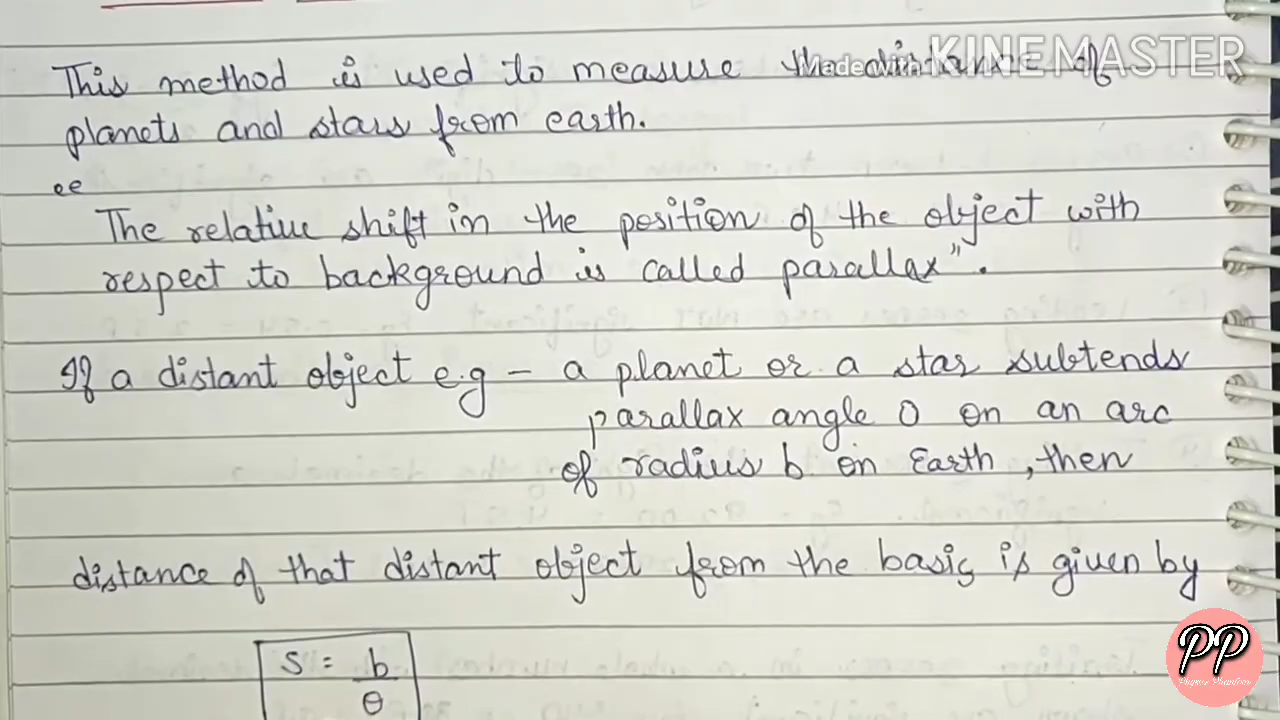 This method is used to measure the distance of
Made with KINEMASTER
planets and stars from earth.
“
The relative shift in the position of the object with
respect to background is called parallax”.
If a distant object e.g – a planet or a star subtends
parallax angle θ on an arc
of radius b on Earth, then
distance of that distant object from the basis is given by
S = b
θ
PP